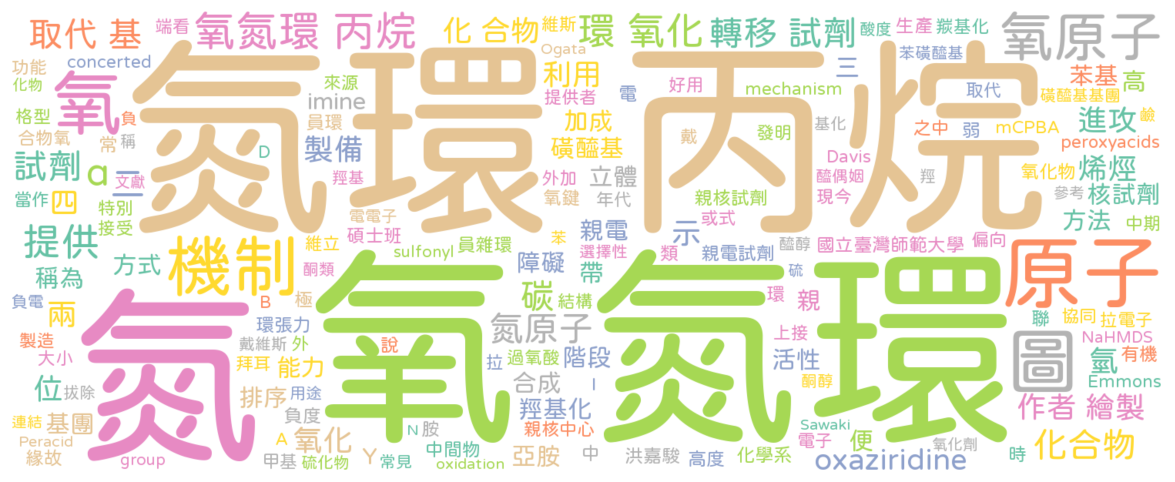 取代 基
端看
氧氮環 丙烷
化 合物
維斯
環 氧化
轉移 試劑
酸度
生產
羰基化
氧原子
功能
concerted
Ogata
苯磺醯基
化物
氧
氮環 丙烷
來源
利用
電
三
好用
苯基
高
imine
提供者
mechanism
取代
磺醯基基團
格型
負
員環
加成
戴
發明
基化
之中
弱
mCPBA
進攻
鹼
合物氧
常
稱
D
製備
磺醯基
Davis
peroxyacids
試劑
a
二
文獻
羥基
外加
立體
親核試劑
醯偶姻
羥
氧化物
烯烴
當作
四
氧鍵
年代
現今
參考
核試劑
特別
接受
電電子
或式
方法
中期
提供
碩士班
維立
苯
親電
示
選擇性
醯醇
國立臺灣師範大學
偏向
稱為
方式
機制
酮類
sulfonyl
員雜環
障礙
帶
類
親電試劑
硫
原子
負電
B
極
氮
氧氮環
碳
結構
環
親
圖
兩
環張力
氮原子
聯
協同
拉電子
製造
戴維斯
外
說
拉
過氧酸
階段
上接
活性
NaHMDS
大小
拜耳
能力
氫
有機
位
拔除
合成
I
酮醇
Emmons
排序
用途
羥基化
作者 繪製
連結
基團
負度
親核中心
Sawaki
Peracid
A
氧化
N
胺
中間物
電子
便
氧化劑
化合物
緣故
甲基
Y
常見
亞胺
中
洪嘉駿
高度
化學系
時
group
硫化物
oxidation
oxaziridine